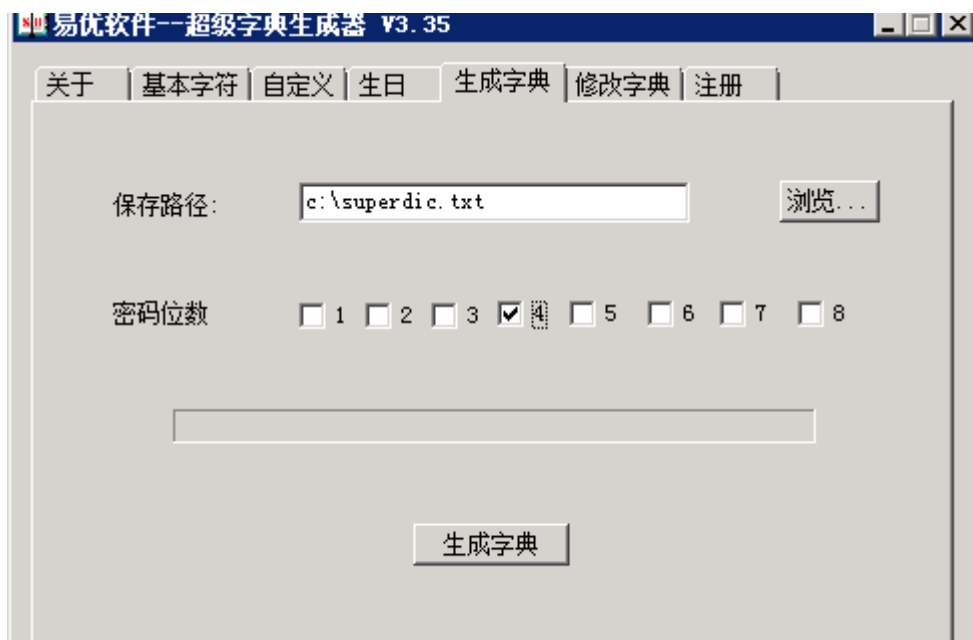 易优软件--超级字典生成器 V3.35
关于 基本字符 自定义 生日 生成字典 修改字典 注册
保存路径: c:\superdic.txt 浏览...
密码位数 1 2 3 4 5 6 7 8
生成字典